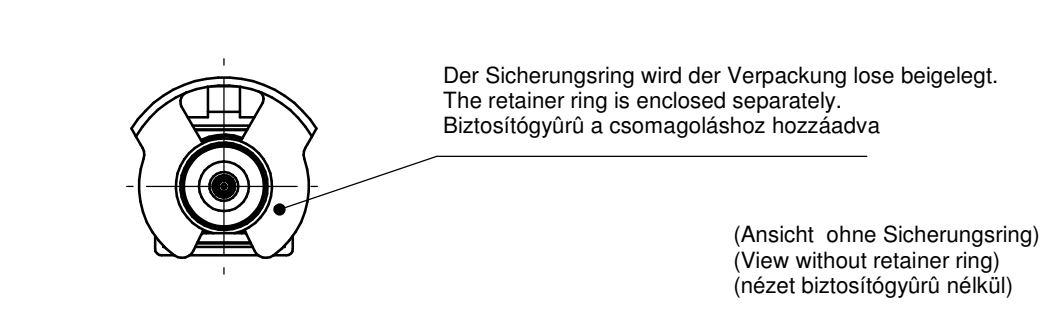 Der Sicherungsring wird der Verpackung lose beigelegt.
The retainer ring is enclosed separately.
Biztosítógyûrû a csomagoláshoz hozzáadva
(Ansicht  ohne Sicherungsring)
(View without retainer ring)
(nézet biztosítógyûrû nélkül)